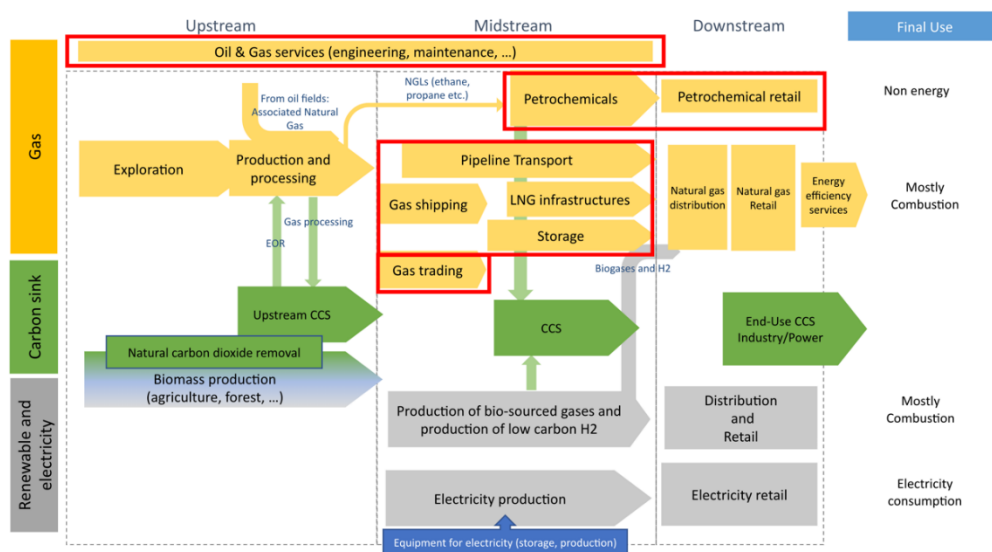 Upstream
Midstream
Downstream
Final Use
Oil & Gas services (engineering, maintenance, ...)
Gas
From oil fields:
Associated Natural
Gas
NGLs (ethane,
propane etc.)
Petrochemicals
Petrochemical retail
Non energy
Exploration
Production and
processing
Pipeline Transport
Gas shipping
LNG infrastructures
Storage
Natural gas
distribution
Natural gas
Retail
Energy
efficiency
services
Mostly
Combustion
Gas processing
EOR
Gas trading
Biogases and H2
Carbon sink
Upstream CCS
CCS
End-Use CCS
Industry/Power
Natural carbon dioxide removal
Biomass production
(agriculture, forest, ...)
Renewable and
electricity
Production of bio-sourced gases and
production of low carbon H2
Distribution
and
Retail
Mostly
Combustion
Electricity production
Electricity retail
Electricity
consumption
Equipment for electricity (storage, production)